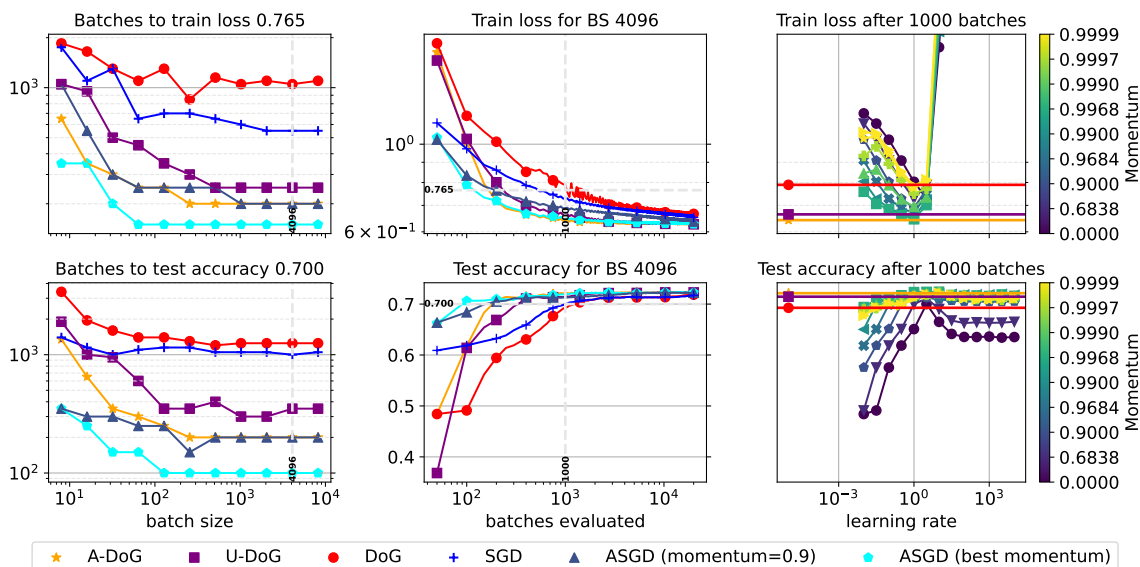 Batches to train loss 0.765
Train loss for BS 4096
Train loss after 1000 batches
10³
4096
10⁰
0.765
6 × 10⁻¹
1000
0.9999
0.9997
0.9990
0.9968
0.9900
0.9684
0.9000
0.6838
0.0000
Momentum
Batches to test accuracy 0.700
Test accuracy for BS 4096
Test accuracy after 1000 batches
10³
10²
4096
0.7
0.6
0.5
0.4
0.700
1000
0.9999
0.9997
0.9990
0.9968
0.9900
0.9684
0.9000
0.6838
0.0000
Momentum
10¹ 10² 10³ 10⁴
10² 10³ 10⁴
10⁻³ 10⁰ 10³
batch size
batches evaluated
learning rate
A-DoG U-DoG DoG SGD ASGD (momentum=0.9) ASGD (best momentum)